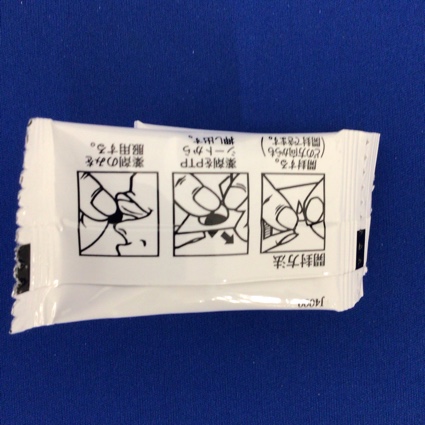 開封方法
開封する。
(どの方向からも
開封できます。)
薬剤をPTP
シートから
押し出す。
薬剤のみを
服用する。